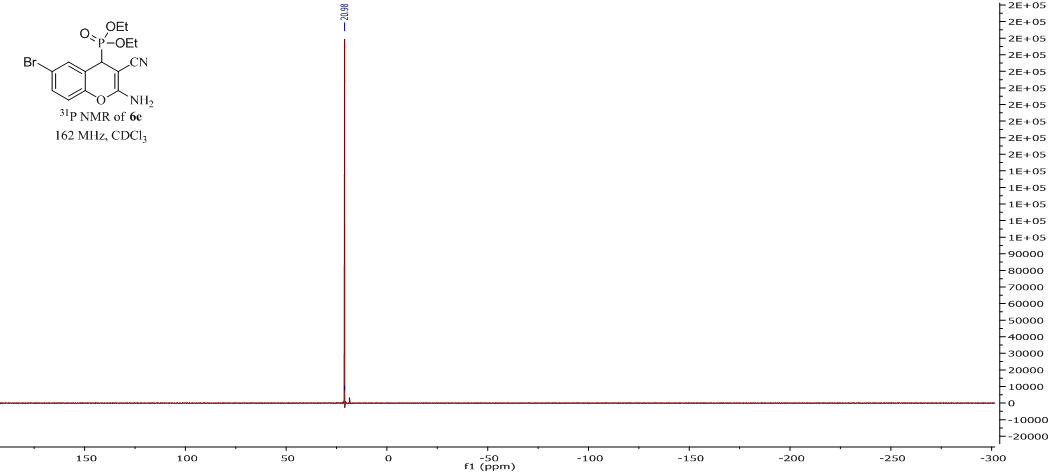 20.98
OEt
O
P
OEt
Br
CN
O
NH2
31P NMR of 6e
162 MHz, CDCl3
2E+05
2E+05
2E+05
2E+05
2E+05
2E+05
2E+05
2E+05
2E+05
2E+05
1E+05
1E+05
1E+05
1E+05
1E+05
90000
80000
70000
60000
50000
40000
30000
20000
10000
0
-10000
-20000
150
100
50
0
-50
-100
-150
-200
-250
-300
f1 (ppm)